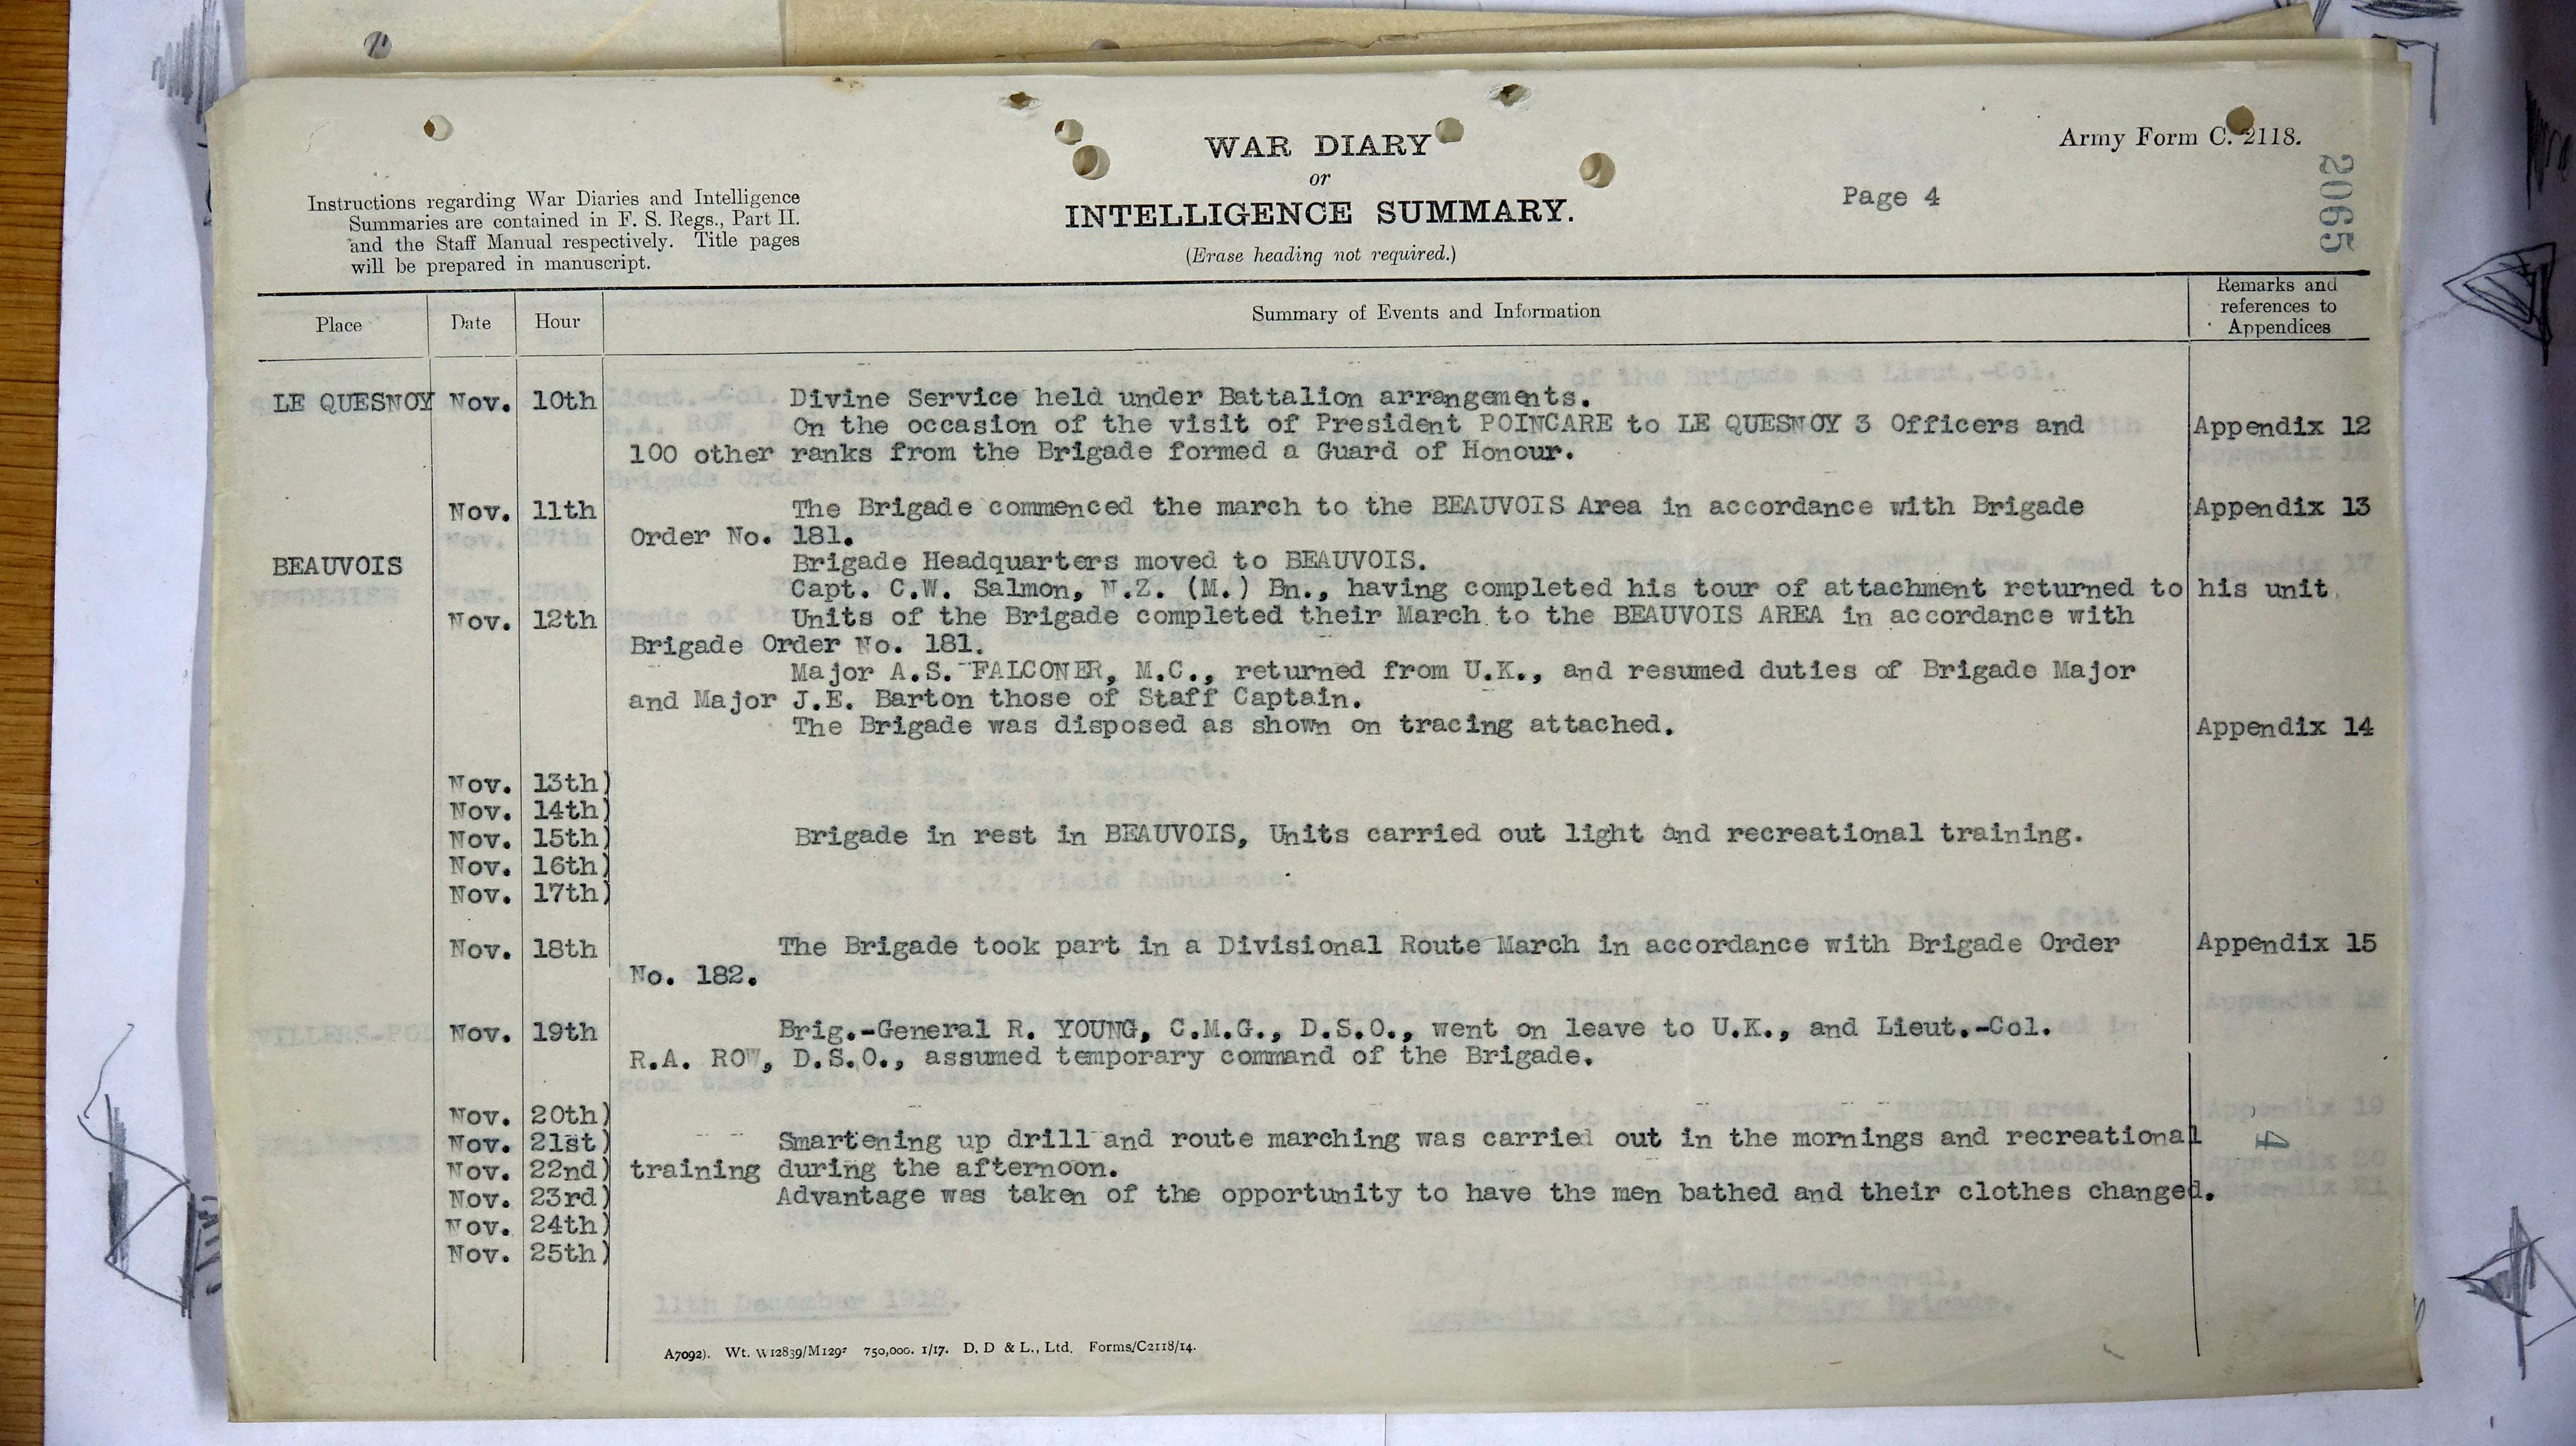 Army Form C. 2118.
WAR DIARY
or
INTELLIGENCE SUMMARY.
(Erase heading not required.)
Page 4
2065
Instructions regarding War Diaries and Intelligence
Summaries are contained in F. S. Regs., Part II.
and the Staff Manual respectively. Title pages
will be prepared in manuscript.
Place Date Hour Summary of Events and Information Remarks and
references to
Appendices
LE QUESNOY Nov. 10th Divine Service held under Battalion arrangements.
On the occasion of the visit of President POINCARE to LE QUESNOY 3 Officers and Appendix 12
100 other ranks from the Brigade formed a Guard of Honour.
Nov. 11th The Brigade commenced the march to the BEAUVOIS Area in accordance with Brigade Appendix 13
Order No. 181.
BEAUVOIS Brigade Headquarters moved to BEAUVOIS.
Capt. C.W. Salmon, N.Z. (M.) Bn., having completed his tour of attachment returned to his unit.
Nov. 12th Units of the Brigade completed their March to the BEAUVOIS AREA in accordance with
Brigade Order No. 181.
Major A.S. FALCONER, M.C., returned from U.K., and resumed duties of Brigade Major
and Major J.E. Barton those of Staff Captain.
The Brigade was disposed as shown on tracing attached. Appendix 14
Nov. 13th)
Nov. 14th)
Nov. 15th) Brigade in rest in BEAUVOIS, Units carried out light and recreational training.
Nov. 16th)
Nov. 17th)
Nov. 18th The Brigade took part in a Divisional Route March in accordance with Brigade Order Appendix 15
No. 182.
Nov. 19th Brig.-General R. YOUNG, C.M.G., D.S.O., went on leave to U.K., and Lieut.-Col.
R.A. ROW, D.S.O., assumed temporary command of the Brigade.
Nov. 20th)
Nov. 21st) Smartening up drill and route marching was carried out in the mornings and recreational
Nov. 22nd) training during the afternoon.
Nov. 23rd) Advantage was taken of the opportunity to have the men bathed and their clothes changed.
Nov. 24th)
Nov. 25th)
4
A7092). Wt. W12839/M129 750,000. 1/17. D. D & L., Ltd. Forms/C2118/14.